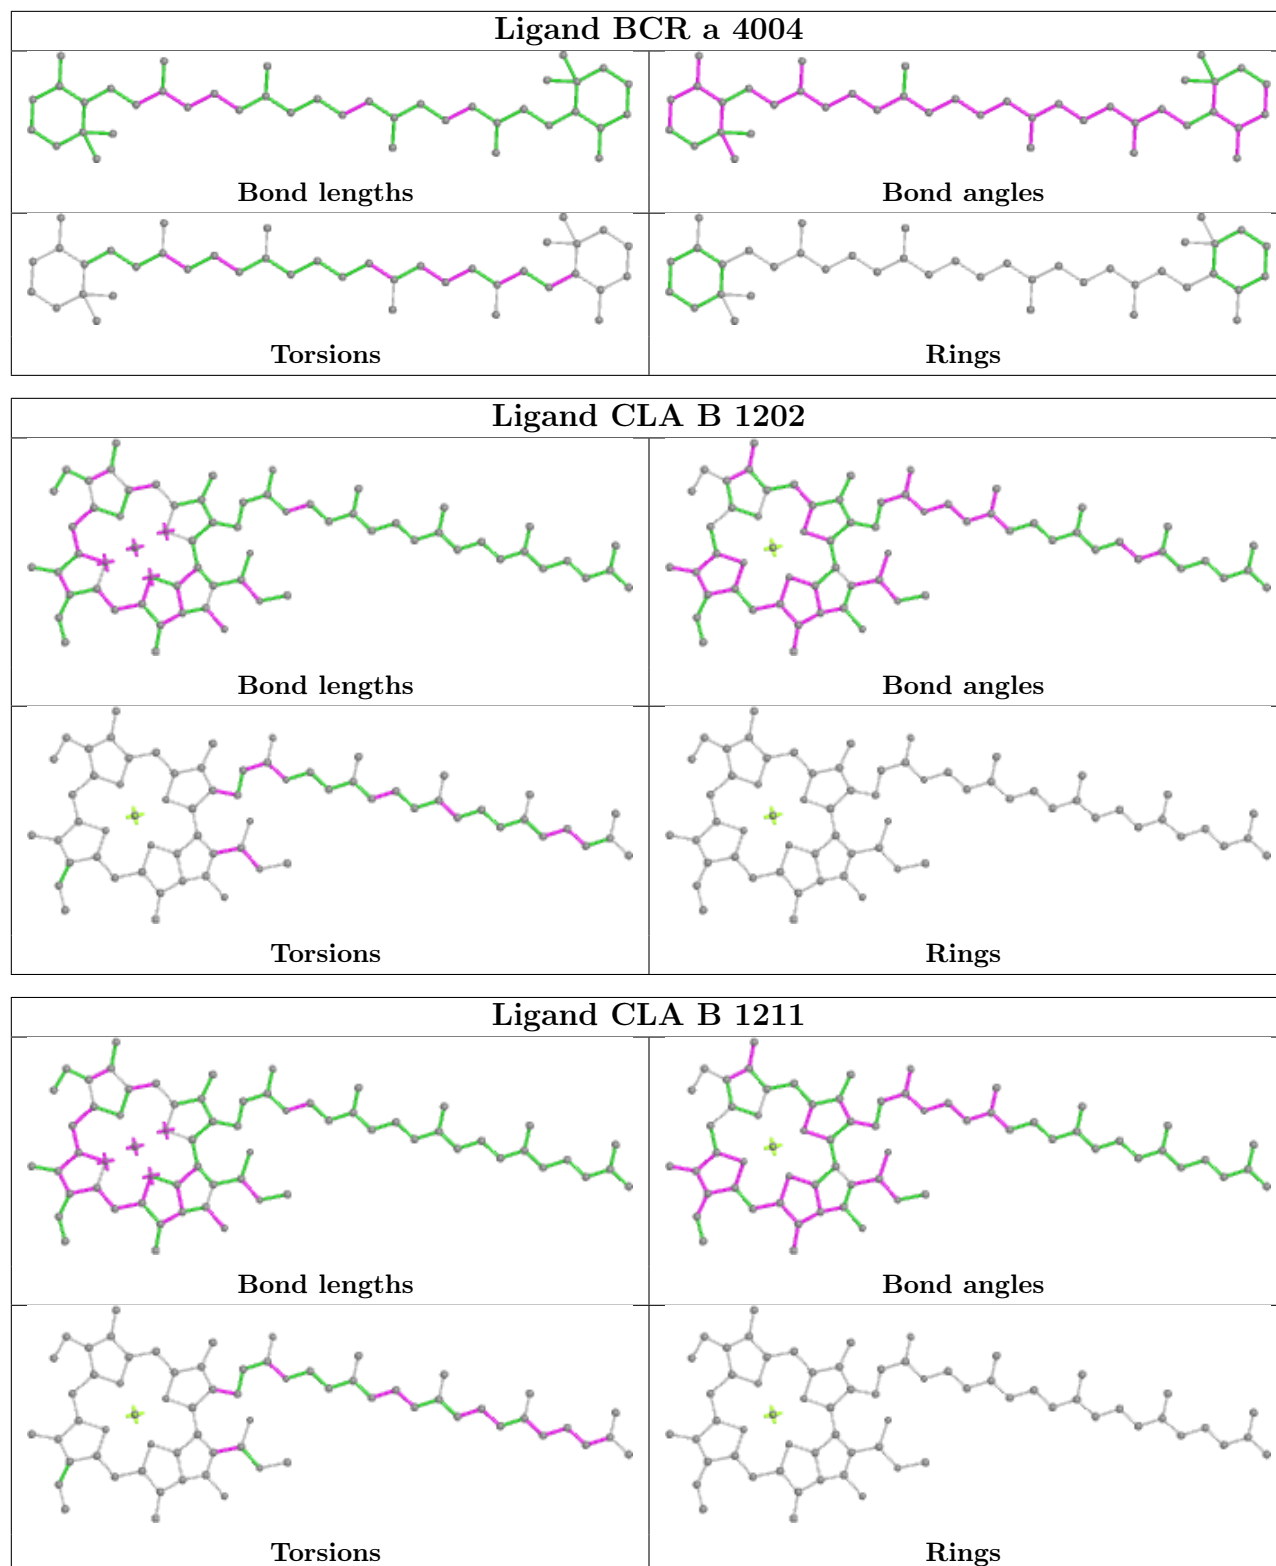 Ligand BCR a 4004
Bond lengths
Bond angles
Torsions
Rings
Ligand CLA B 1202
Bond lengths
Bond angles
Torsions
Rings
Ligand CLA B 1211
Bond lengths
Bond angles
Torsions
Rings